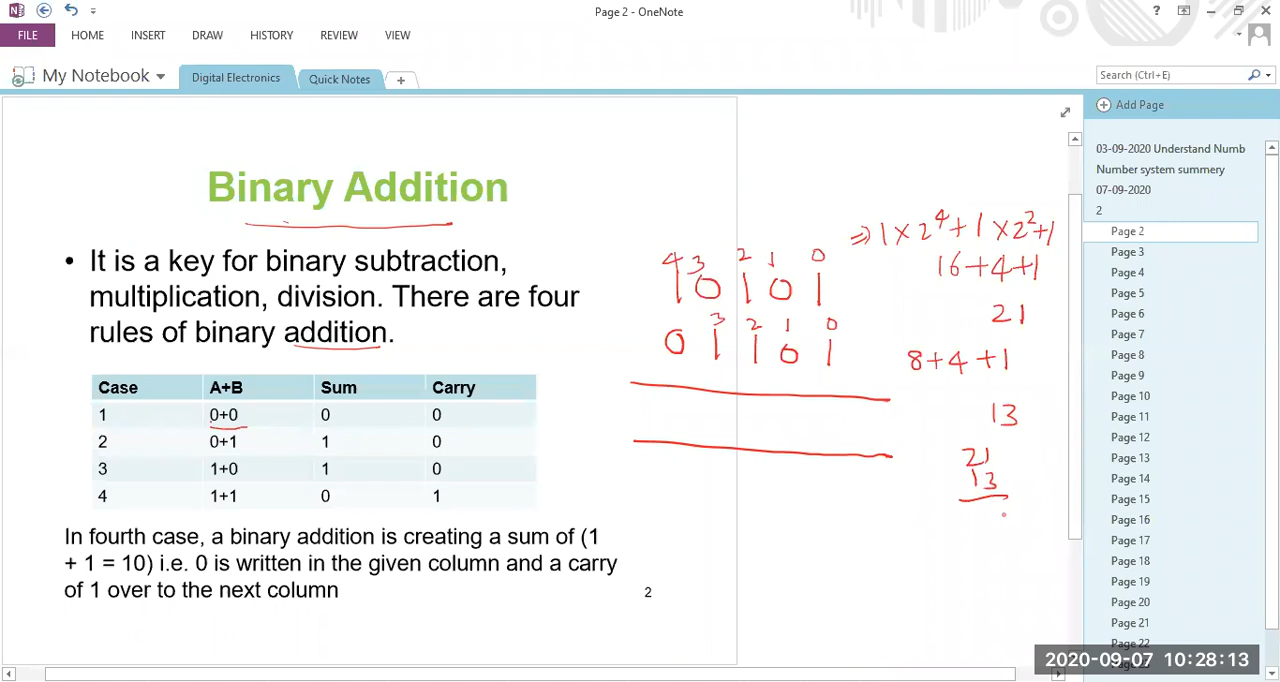 Page 2 - OneNote
FILE HOME INSERT DRAW HISTORY REVIEW VIEW
My Notebook Digital Electronics Quick Notes +
Search (Ctrl+E)
Add Page
Binary Addition
• It is a key for binary subtraction,
multiplication, division. There are four
rules of binary addition.
Case A+B Sum Carry
1 0+0 0 0
2 0+1 1 0
3 1+0 1 0
4 1+1 0 1
In fourth case, a binary addition is creating a sum of (1
+ 1 = 10) i.e. 0 is written in the given column and a carry
of 1 over to the next column
2
4 3 2 1 0
1 0 1 0 1
3 2 1 0
0 1 1 0 1
⇒ 1 × 2⁴ + 1 × 2² + 1
16 + 4 + 1
21
8 + 4 + 1
13
21
13
03-09-2020 Understand Numb
Number system summery
07-09-2020
2
Page 2
Page 3
Page 4
Page 5
Page 6
Page 7
Page 8
Page 9
Page 10
Page 11
Page 12
Page 13
Page 14
Page 15
Page 16
Page 17
Page 18
Page 19
Page 20
Page 21
Page 22
2020-09-07 10:28:13